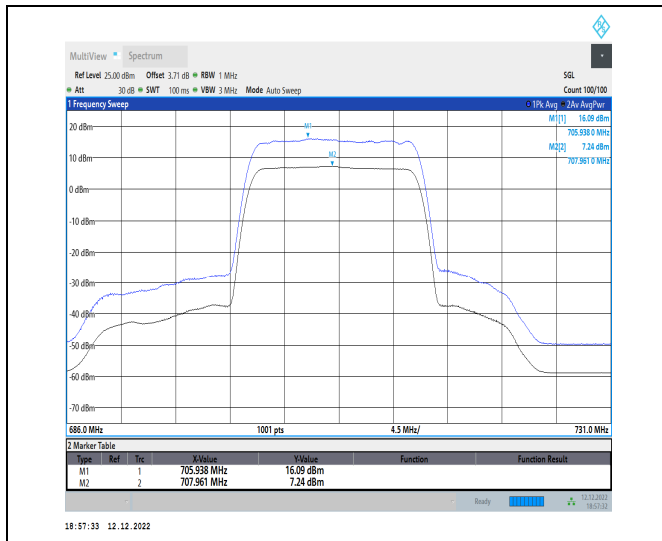 MultiView Spectrum
Ref Level 25.00 dBm Offset 3.71 dB RBW 1 MHz SGL
Att 30 dB SWT 100 ms VBW 3 MHz Mode Auto Sweep Count 100/100
1 Frequency Sweep 1Pk Avg 2Av AvgPwr
M1[1] 16.09 dBm
705.938 0 MHz
M2[2] 7.24 dBm
707.961 0 MHz
20 dBm
M1
10 dBm
M2
0 dBm
-10 dBm
-20 dBm
-30 dBm
-40 dBm
-50 dBm
-60 dBm
-70 dBm
686.0 MHz 1001 pts 4.5 MHz/ 731.0 MHz
2 Marker Table
Type Ref Trc X-Value Y-Value Function Function Result
M1 1 705.938 MHz 16.09 dBm
M2 2 707.961 MHz 7.24 dBm
Ready 12.12.2022
18:57:32
18:57:33 12.12.2022